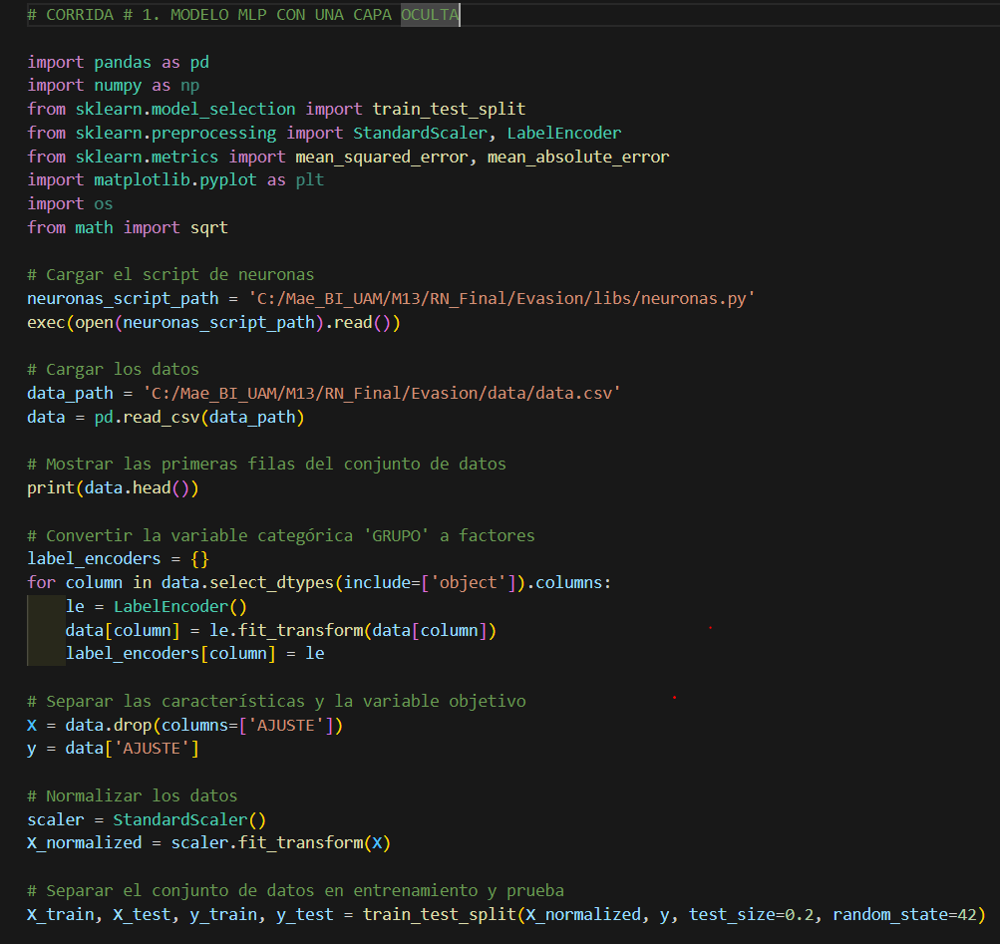 # CORRIDA # 1. MODELO MLP CON UNA CAPA OCULTA
import pandas as pd
import numpy as np
from sklearn.model_selection import train_test_split
from sklearn.preprocessing import StandardScaler, LabelEncoder
from sklearn.metrics import mean_squared_error, mean_absolute_error
import matplotlib.pyplot as plt
import os
from math import sqrt
# Cargar el script de neuronas
neuronas_script_path = 'C:/Mae_BI_UAM/M13/RN_Final/Evasion/libs/neuronas.py'
exec(open(neuronas_script_path).read())
# Cargar los datos
data_path = 'C:/Mae_BI_UAM/M13/RN_Final/Evasion/data/data.csv'
data = pd.read_csv(data_path)
# Mostrar las primeras filas del conjunto de datos
print(data.head())
# Convertir la variable categórica 'GRUPO' a factores
label_encoders = {}
for column in data.select_dtypes(include=['object']).columns:
    le = LabelEncoder()
    data[column] = le.fit_transform(data[column])
    label_encoders[column] = le
# Separar las características y la variable objetivo
X = data.drop(columns=['AJUSTE'])
y = data['AJUSTE']
# Normalizar los datos
scaler = StandardScaler()
X_normalized = scaler.fit_transform(X)
# Separar el conjunto de datos en entrenamiento y prueba
X_train, X_test, y_train, y_test = train_test_split(X_normalized, y, test_size=0.2, random_state=42)